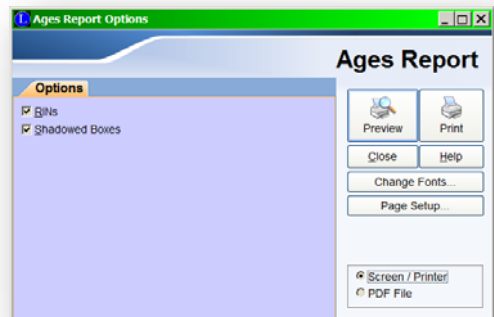 L Ages Report Options
Ages Report
Options
RINs
Shadowed Boxes
Preview
Print
Close
Help
Change Fonts...
Page Setup...
Screen / Printer
PDF File